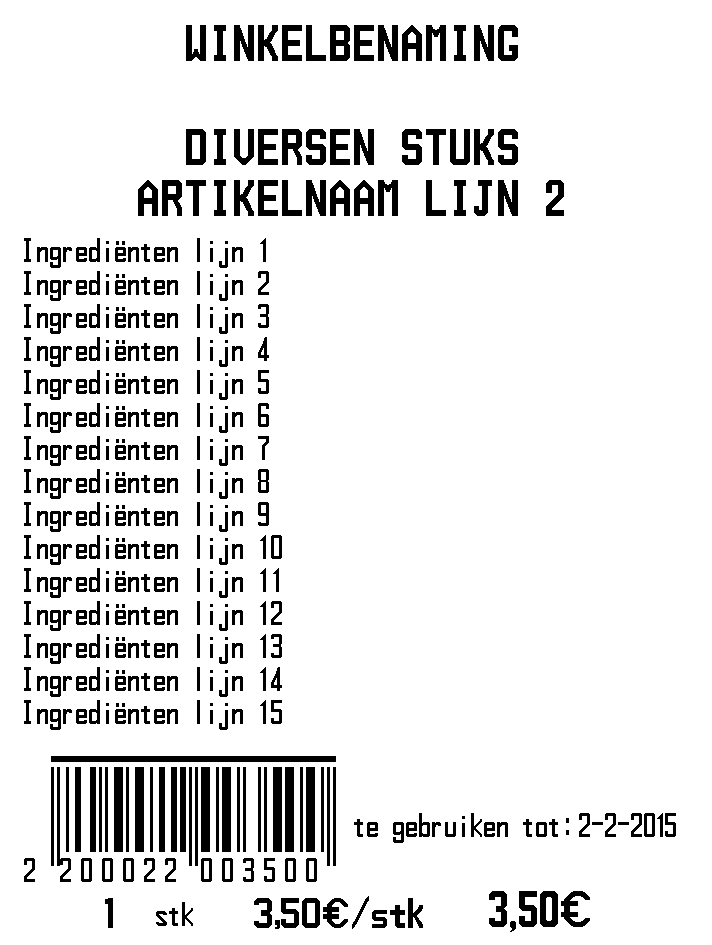 WINKELBENAMING
DIVERSEN STUKS
ARTIKELNAAM LIJN 2
Ingrediënten lijn 1
Ingrediënten lijn 2
Ingrediënten lijn 3
Ingrediënten lijn 4
Ingrediënten lijn 5
Ingrediënten lijn 6
Ingrediënten lijn 7
Ingrediënten lijn 8
Ingrediënten lijn 9
Ingrediënten lijn 10
Ingrediënten lijn 11
Ingrediënten lijn 12
Ingrediënten lijn 13
Ingrediënten lijn 14
Ingrediënten lijn 15
te gebruiken tot:2-2-2015
2 200022 003500
1 stk 3,50€/stk 3,50€